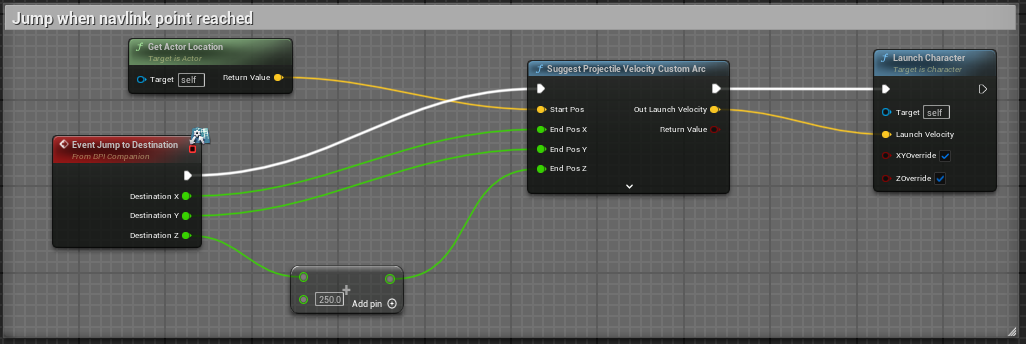 Jump when navlink point reached
f Get Actor Location
Target is Actor
Target self
Return Value
Event Jump to Destination
From BPI Companion
Destination X
Destination Y
Destination Z
250.0
Add pin
f Suggest Projectile Velocity Custom Arc
Start Pos
Out Launch Velocity
End Pos X
Return Value
End Pos Y
End Pos Z
f Launch Character
Target is Character
Target self
Launch Velocity
XYOverride
ZOverride